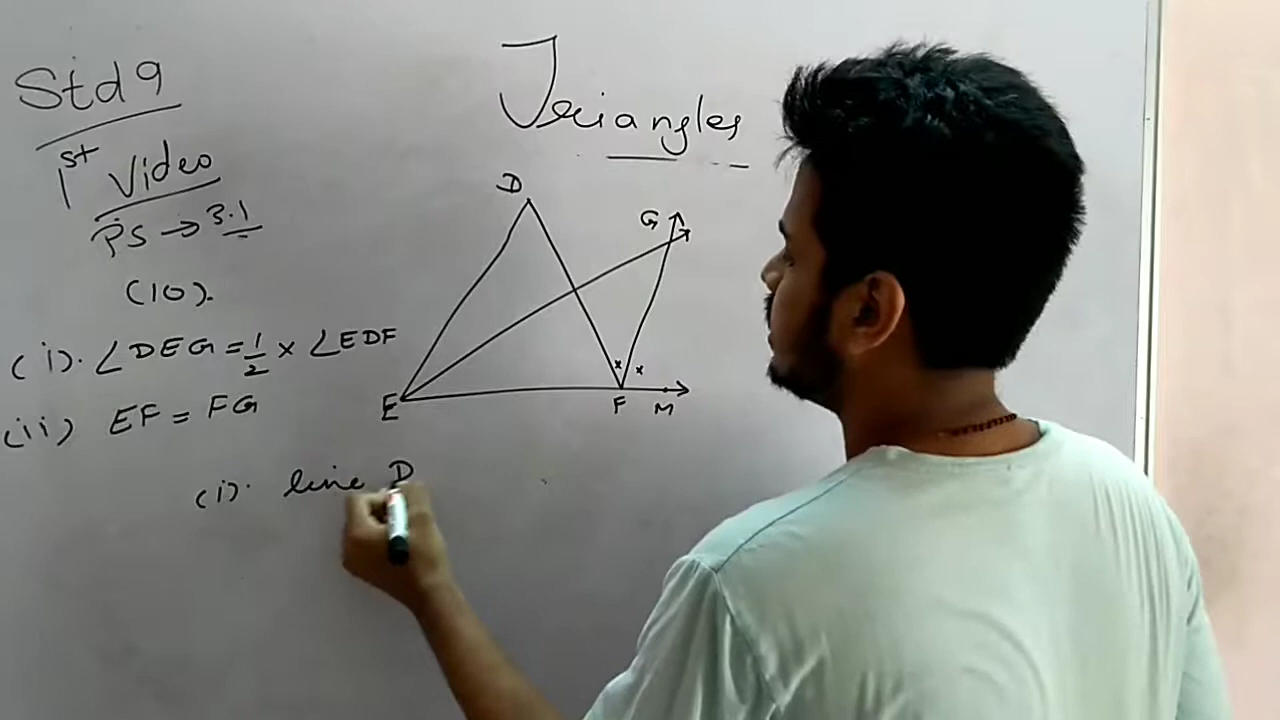 Std 9
Triangles
1st Video
PS → 3.1
(10).
(i). ∠DEG = 1/2 × ∠EDF
(ii) EF = FG
D
G
x x
E
F M
(i). line D